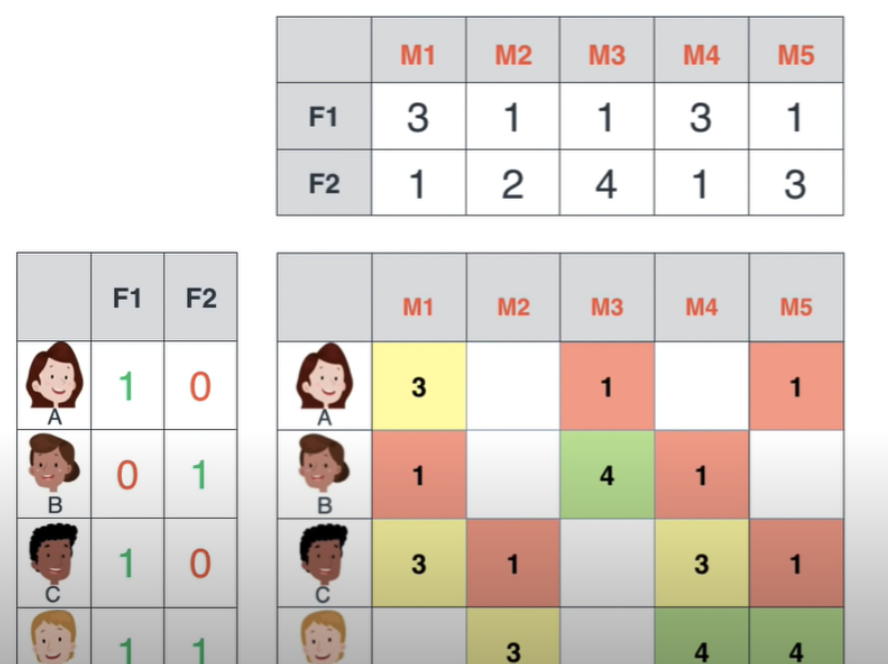 M1 M2 M3 M4 M5
F1 3 1 1 3 1
F2 1 2 4 1 3
F1 F2
A 1 0
B 0 1
C 1 0
1 1
M1 M2 M3 M4 M5
A 3 1 1
B 1 4 1
C 3 1 3 1
3 4 4